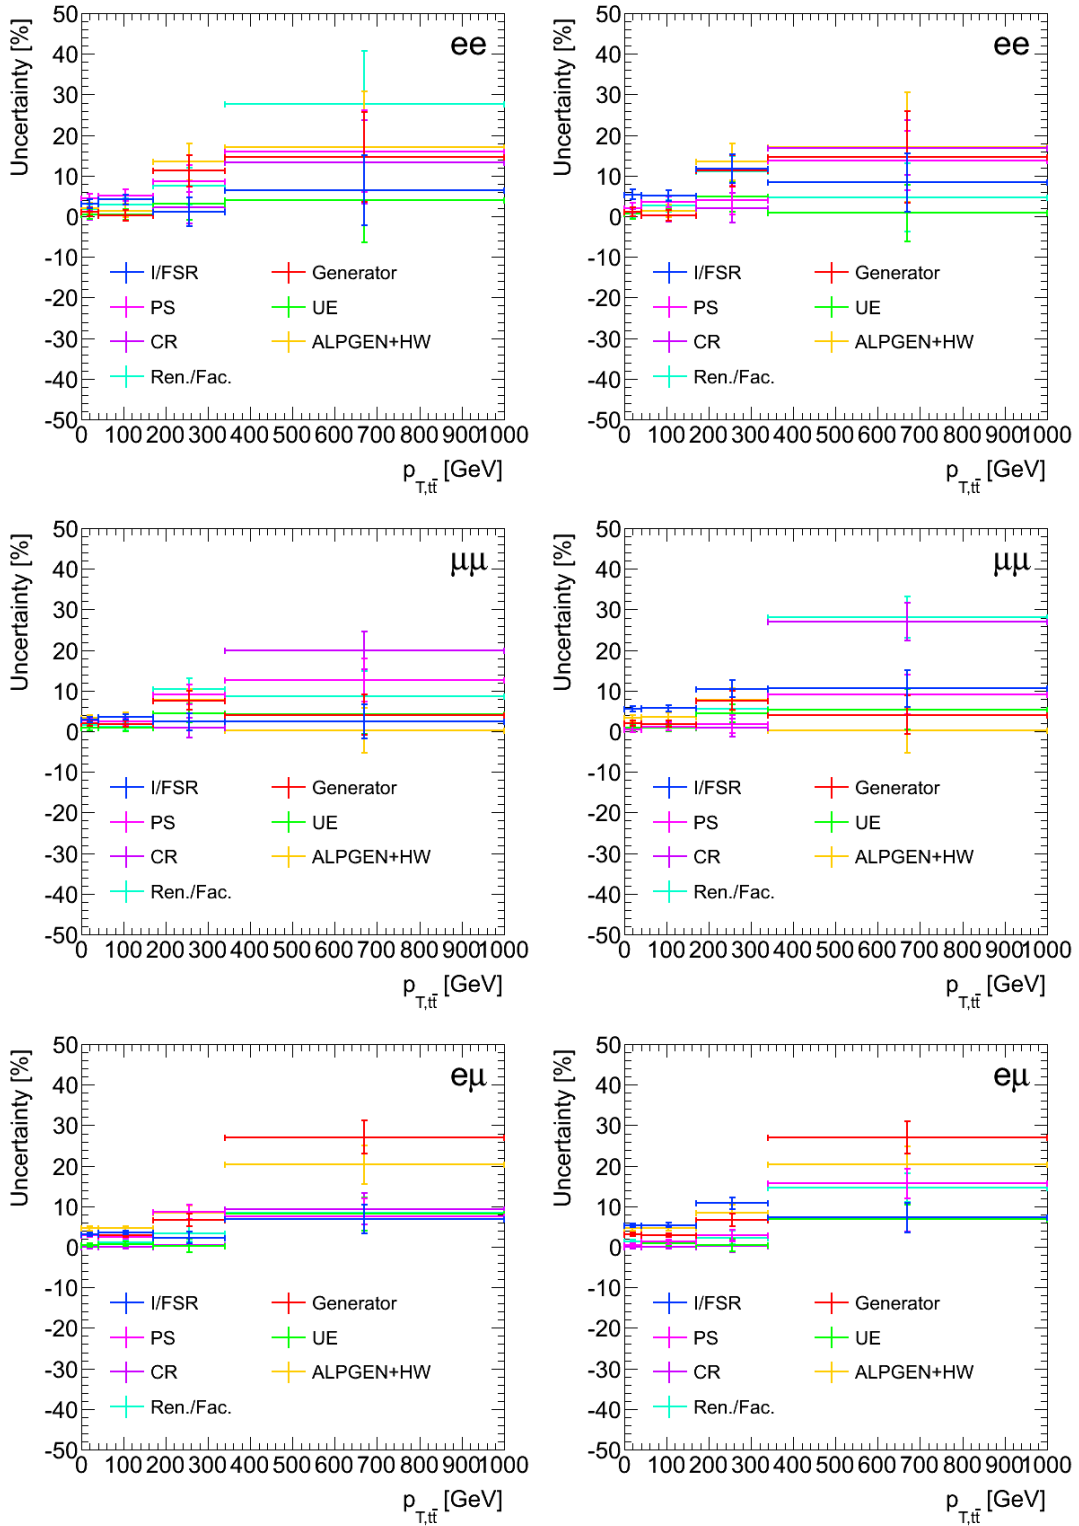 Uncertainty [%]
50
40
30
20
10
0
-10
-20
-30
-40
-50
ee
I/FSR
Generator
PS
UE
CR
ALPGEN+HW
Ren./Fac.
0 100 200 300 400 500 600 700 800 900 1000
p T,tt̄ [GeV]
Uncertainty [%]
50
40
30
20
10
0
-10
-20
-30
-40
-50
ee
I/FSR
Generator
PS
UE
CR
ALPGEN+HW
Ren./Fac.
0 100 200 300 400 500 600 700 800 900 1000
p T,tt̄ [GeV]
Uncertainty [%]
50
40
30
20
10
0
-10
-20
-30
-40
-50
μμ
I/FSR
Generator
PS
UE
CR
ALPGEN+HW
Ren./Fac.
0 100 200 300 400 500 600 700 800 900 1000
p T,tt̄ [GeV]
Uncertainty [%]
50
40
30
20
10
0
-10
-20
-30
-40
-50
μμ
I/FSR
Generator
PS
UE
CR
ALPGEN+HW
Ren./Fac.
0 100 200 300 400 500 600 700 800 900 1000
p T,tt̄ [GeV]
Uncertainty [%]
50
40
30
20
10
0
-10
-20
-30
-40
-50
eμ
I/FSR
Generator
PS
UE
CR
ALPGEN+HW
Ren./Fac.
0 100 200 300 400 500 600 700 800 900 1000
p T,tt̄ [GeV]
Uncertainty [%]
50
40
30
20
10
0
-10
-20
-30
-40
-50
eμ
I/FSR
Generator
PS
UE
CR
ALPGEN+HW
Ren./Fac.
0 100 200 300 400 500 600 700 800 900 1000
p T,tt̄ [GeV]